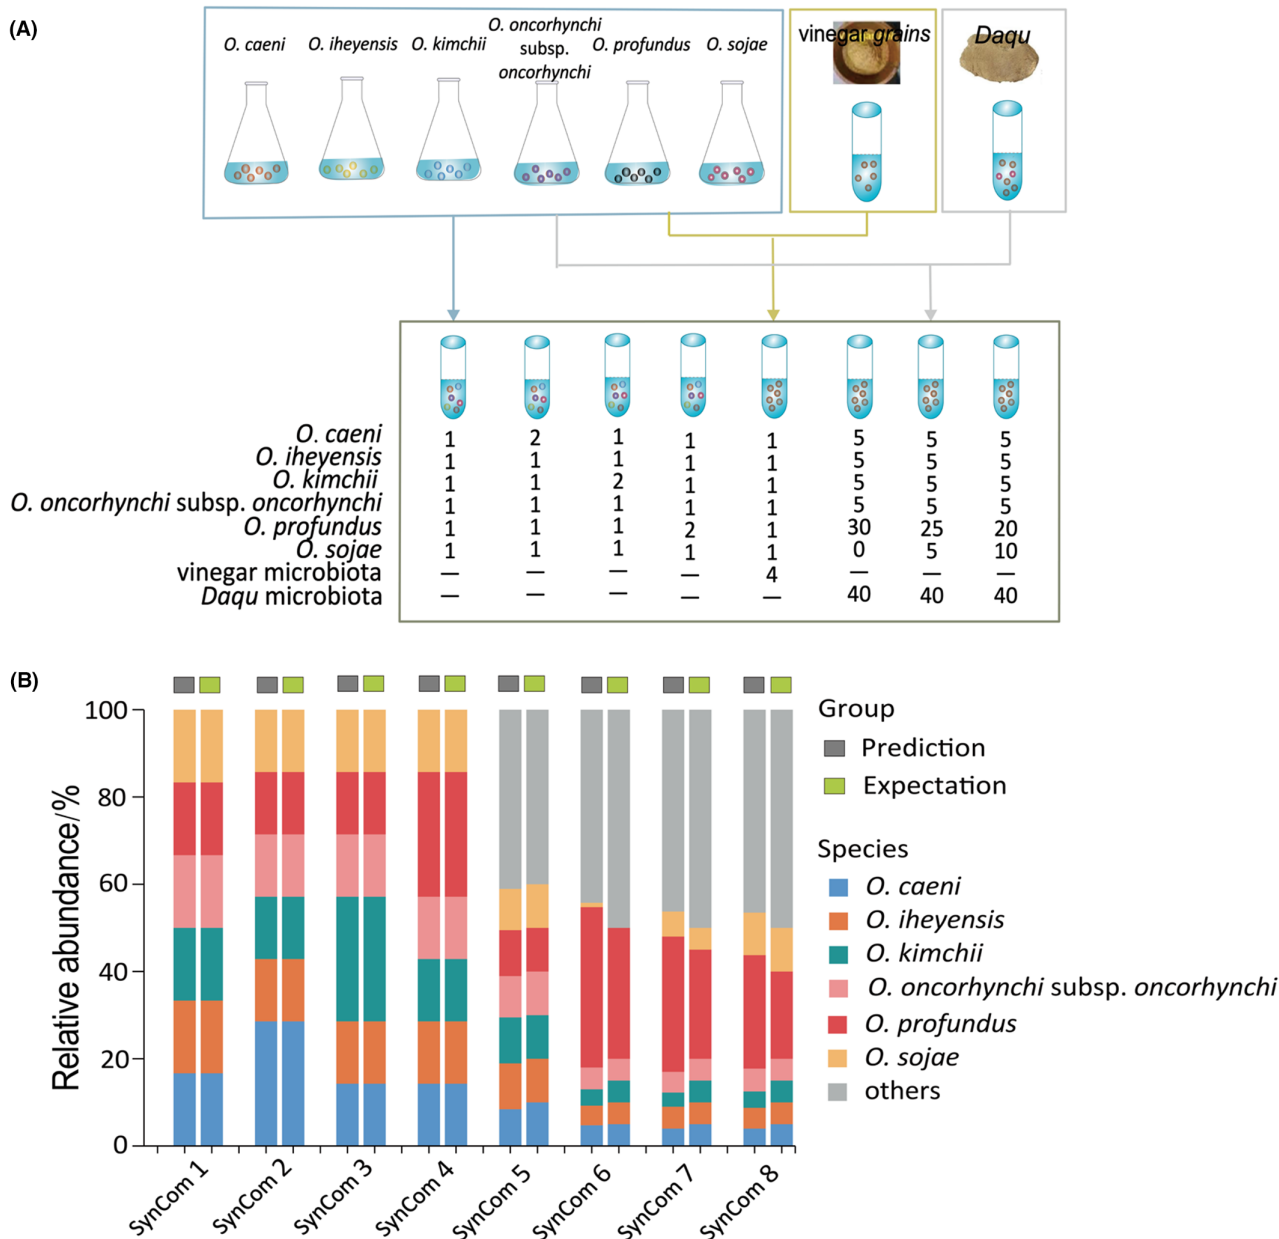 (A)
O. caeni
O. iheyensis
O. kimchii
O. oncorhynchi
subsp.
oncorhynchi
O. profundus
O. sojae
vinegar grains
Daqu
O. caeni 1 2 1 1 1 5 5 5
O. iheyensis 1 1 1 1 1 5 5 5
O. kimchii 1 1 2 1 1 5 5 5
O. oncorhynchi subsp. oncorhynchi 1 1 1 1 1 5 5 5
O. profundus 1 1 1 2 1 30 25 20
O. sojae 1 1 1 1 1 0 5 10
vinegar microbiota — — — — 4 — — —
Daqu microbiota — — — — — 40 40 40
(B)
Relative abundance/%
100
80
60
40
20
0
SynCom 1
SynCom 2
SynCom 3
SynCom 4
SynCom 5
SynCom 6
SynCom 7
SynCom 8
Group
Prediction
Expectation
Species
O. caeni
O. iheyensis
O. kimchii
O. oncorhynchi subsp. oncorhynchi
O. profundus
O. sojae
others